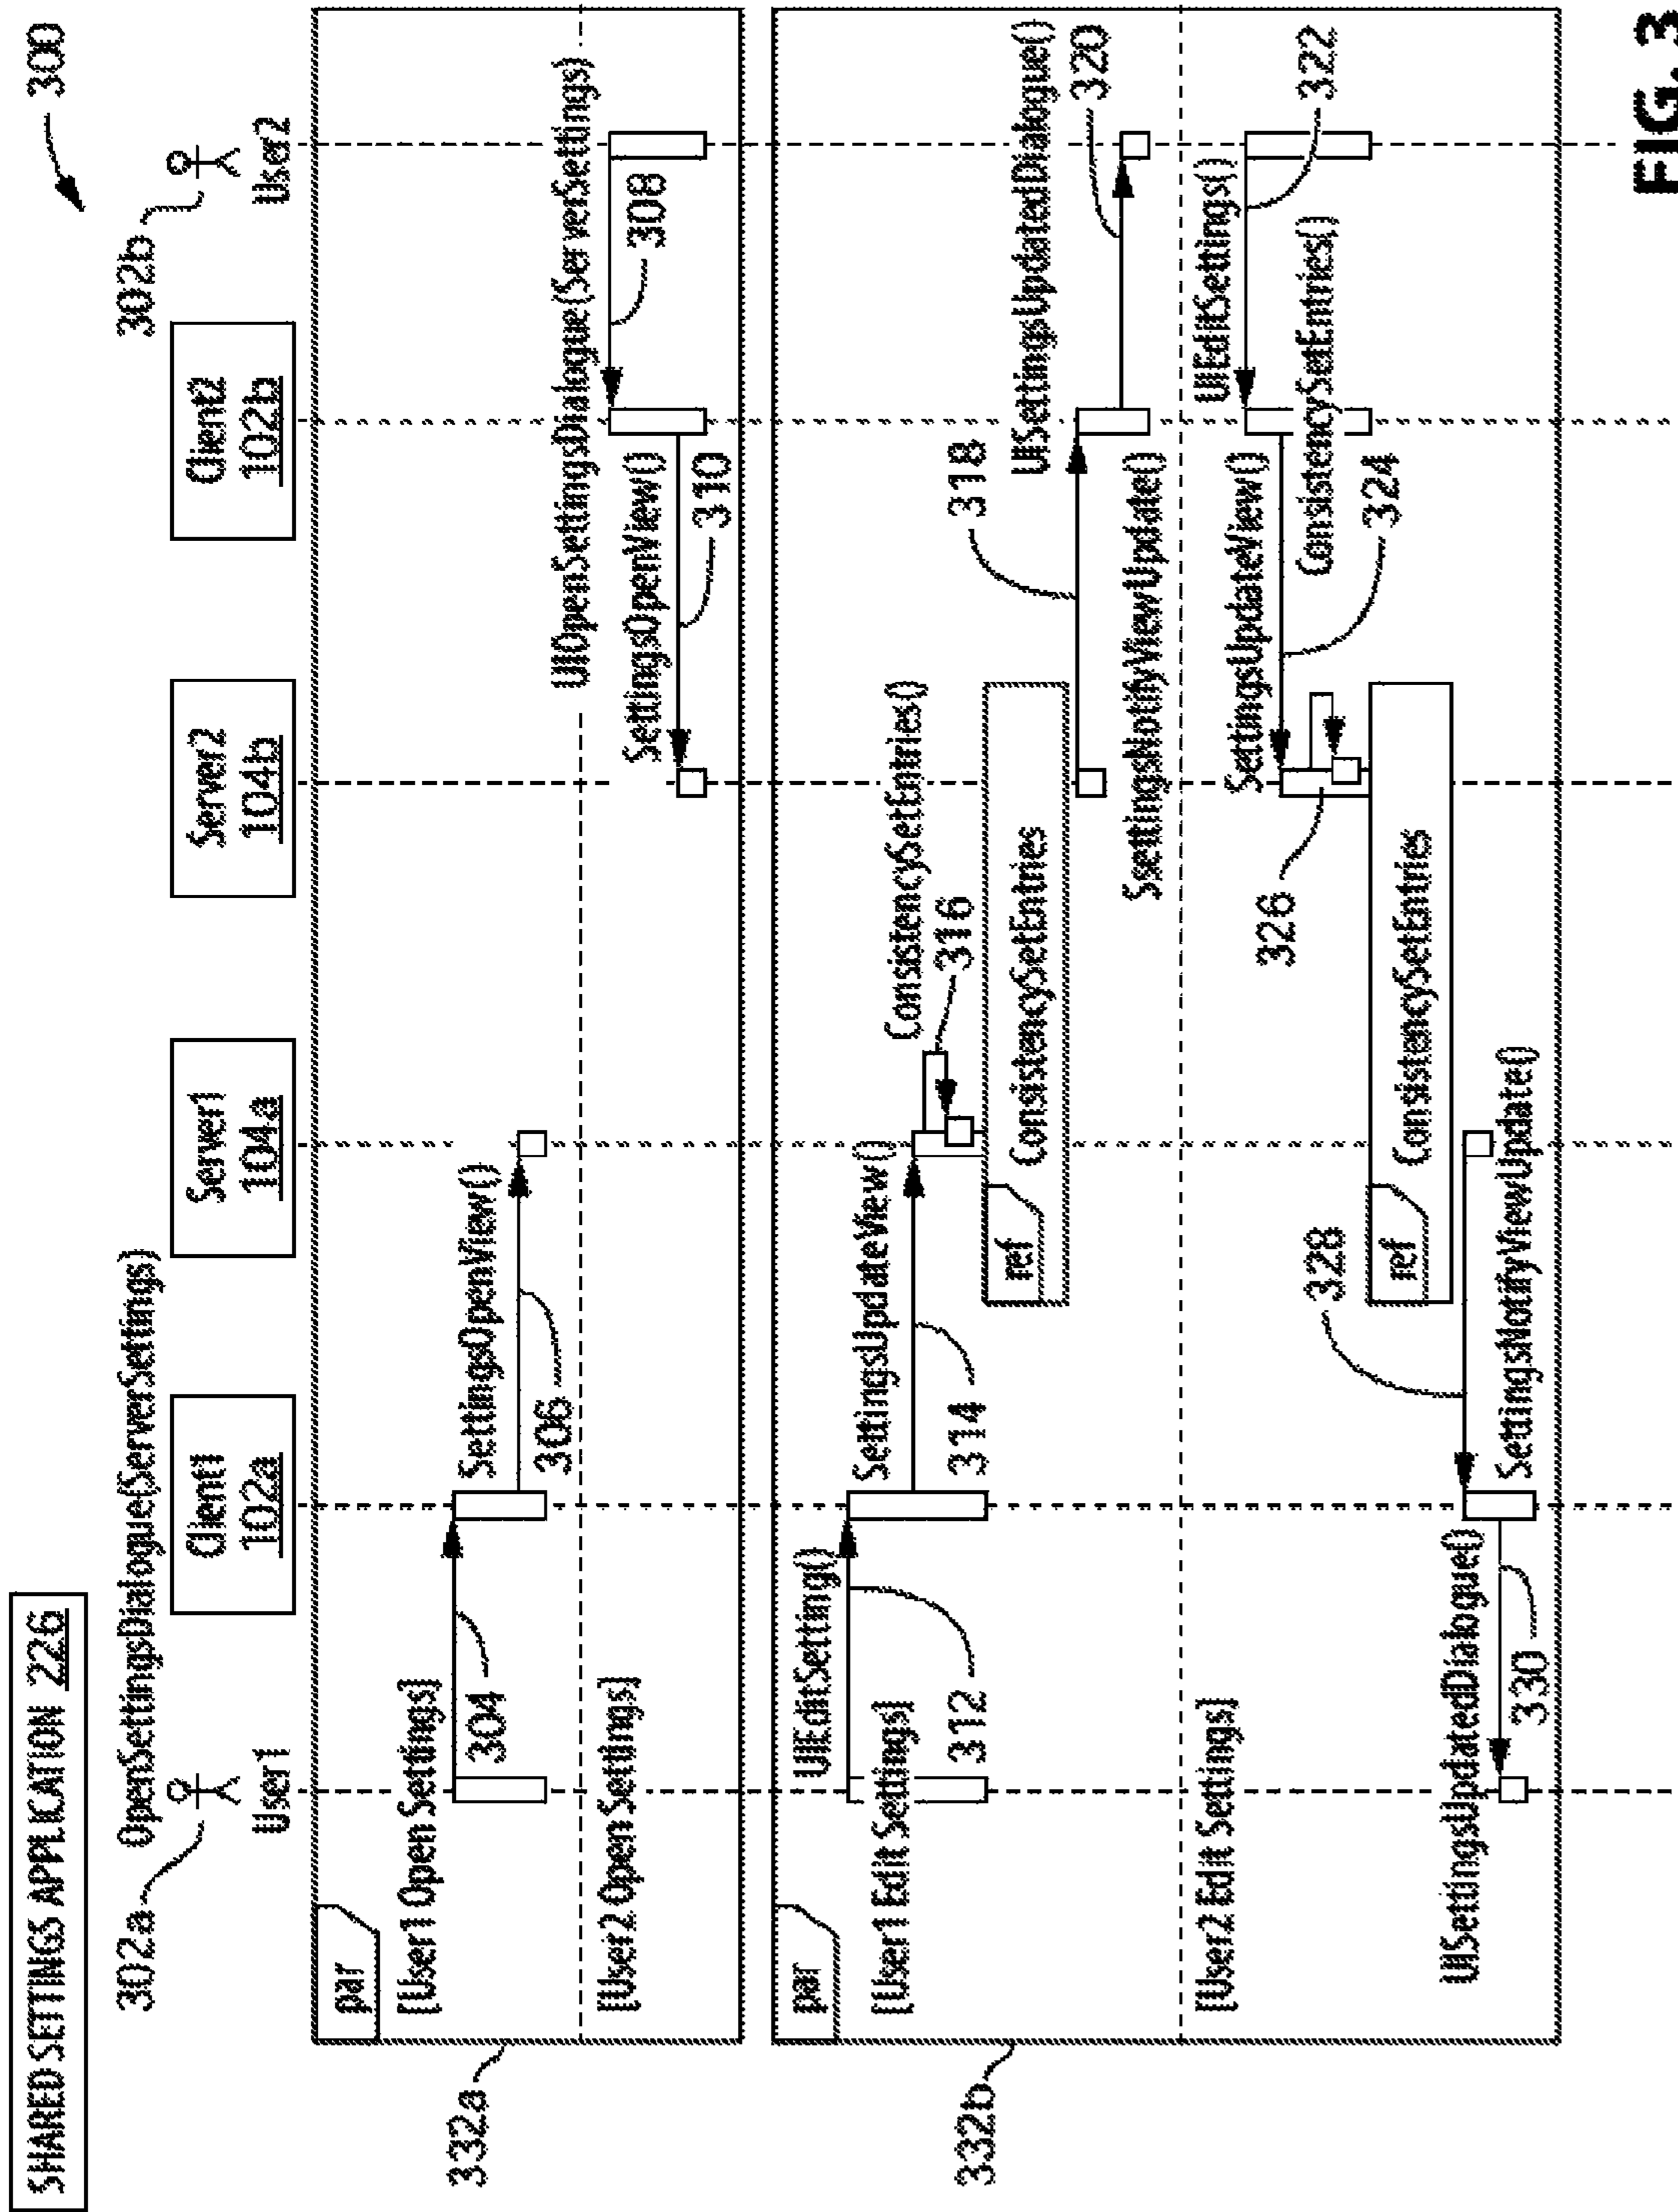 SHARED SETTINGS APPLICATION 226
300
302a
OpenSettingsDialogue(ServerSettings)
302b
User1
Client1
102a
Server1
104a
Server2
104b
Client2
102b
User2
332a
par
[User1 Open Settings]
304
SettingsOpenView()
306
[User2 Open Settings]
UIOpenSettingsDialogue(ServerSettings)
308
SettingsOpenView()
310
332b
par
[User1 Edit Settings]
UIEditSetting()
312
SettingsUpdateView()
314
ConsistencySetEntries()
316
ref
ConsistencySetEntries
318
SsettingsNotifyViewUpdate()
UISettingsUpdatedDialogue()
320
[User2 Edit Settings]
UIEditSettings()
322
SettingsUpdateView()
ConsistencySetEntries()
324
326
ref
ConsistencySetEntries
328
SettingsNotifyViewUpdate()
UISettingsUpdatedDialogue()
330
FIG. 3